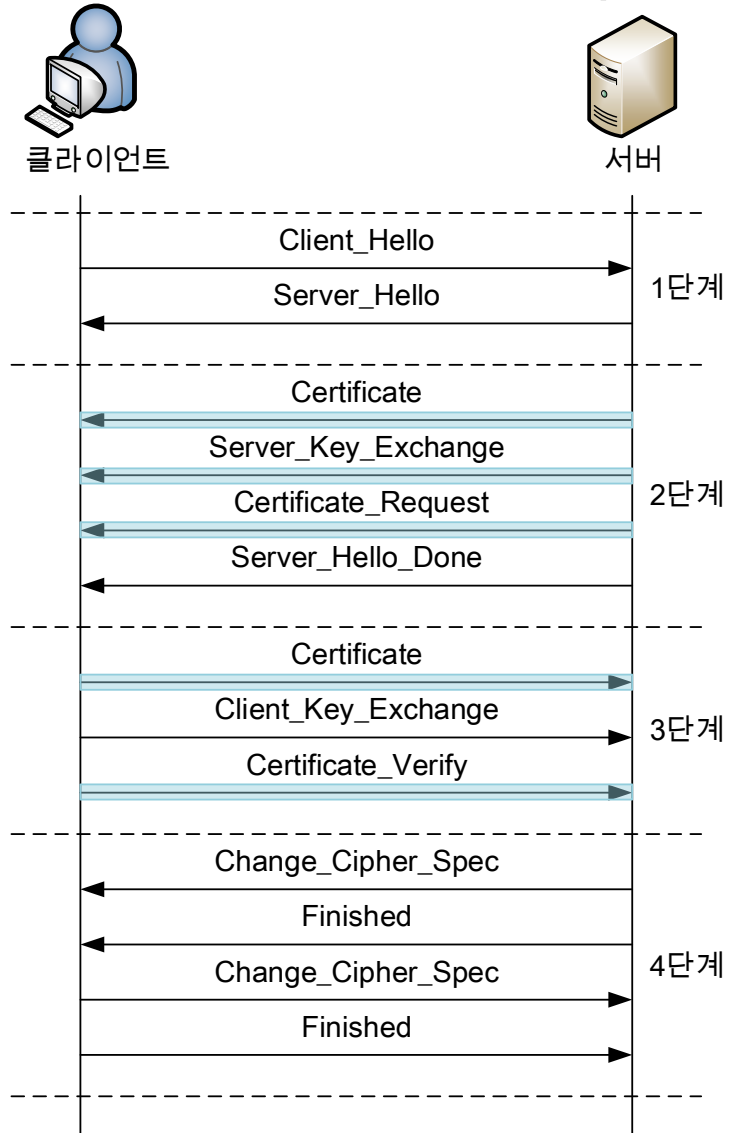 클라이언트
서버
Client_Hello
Server_Hello
1단계
Certificate
Server_Key_Exchange
Certificate_Request
Server_Hello_Done
2단계
Certificate
Client_Key_Exchange
Certificate_Verify
3단계
Change_Cipher_Spec
Finished
Change_Cipher_Spec
Finished
4단계